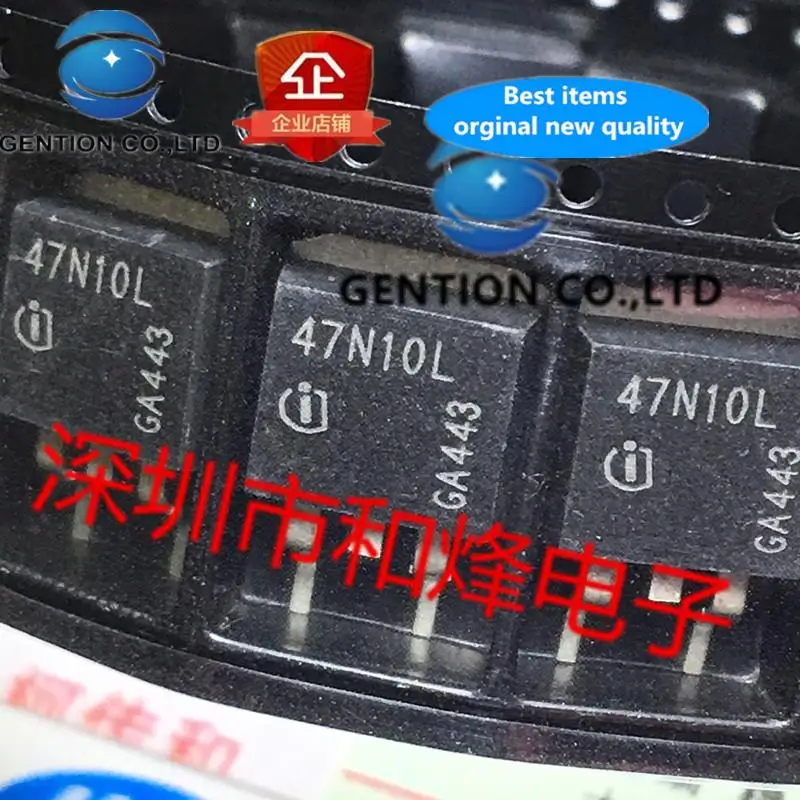 GENTION CO.,LTD
企
企业店铺
Best items
orginal new quality
GENTION CO.,LTD
47N10L
GA443
47N10L
GA443
47N10L
GA443
深圳市和烽电子